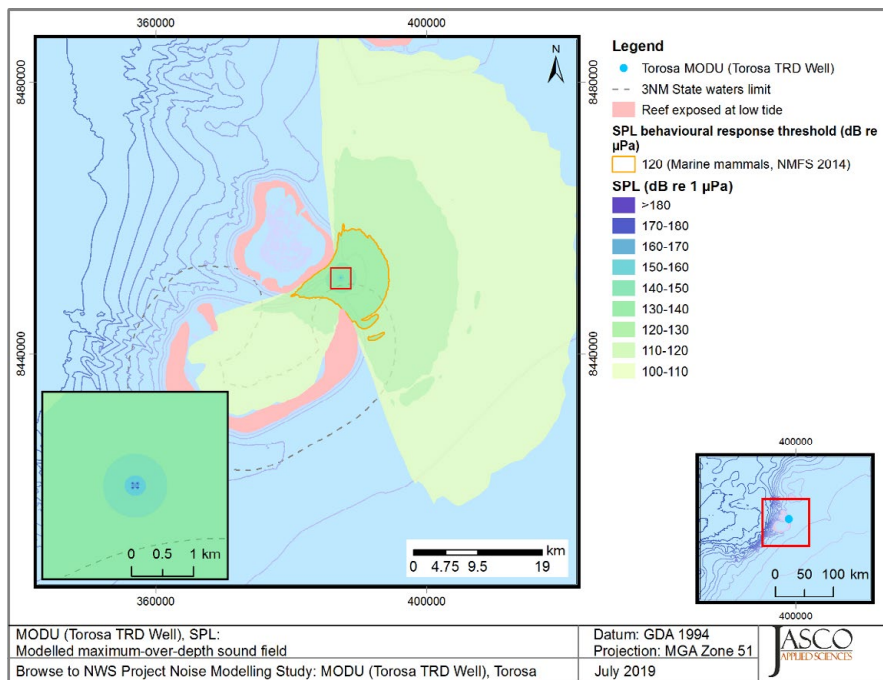 360000
400000
8480000
8480000
N
8440000
8440000
0 0.5 1 km
km
0 4.75 9.5 19
360000
400000
Legend
Torosa MODU (Torosa TRD Well)
3NM State waters limit
Reef exposed at low tide
SPL behavioural response threshold (dB re
µPa)
120 (Marine mammals, NMFS 2014)
SPL (dB re 1 µPa)
>180
170-180
160-170
150-160
140-150
130-140
120-130
110-120
100-110
400000
0 50 100 km
400000
MODU (Torosa TRD Well), SPL:
Modelled maximum-over-depth sound field
Browse to NWS Project Noise Modelling Study: MODU (Torosa TRD Well), Torosa
Datum: GDA 1994
Projection: MGA Zone 51
July 2019
JASCO
APPLIED SCIENCES